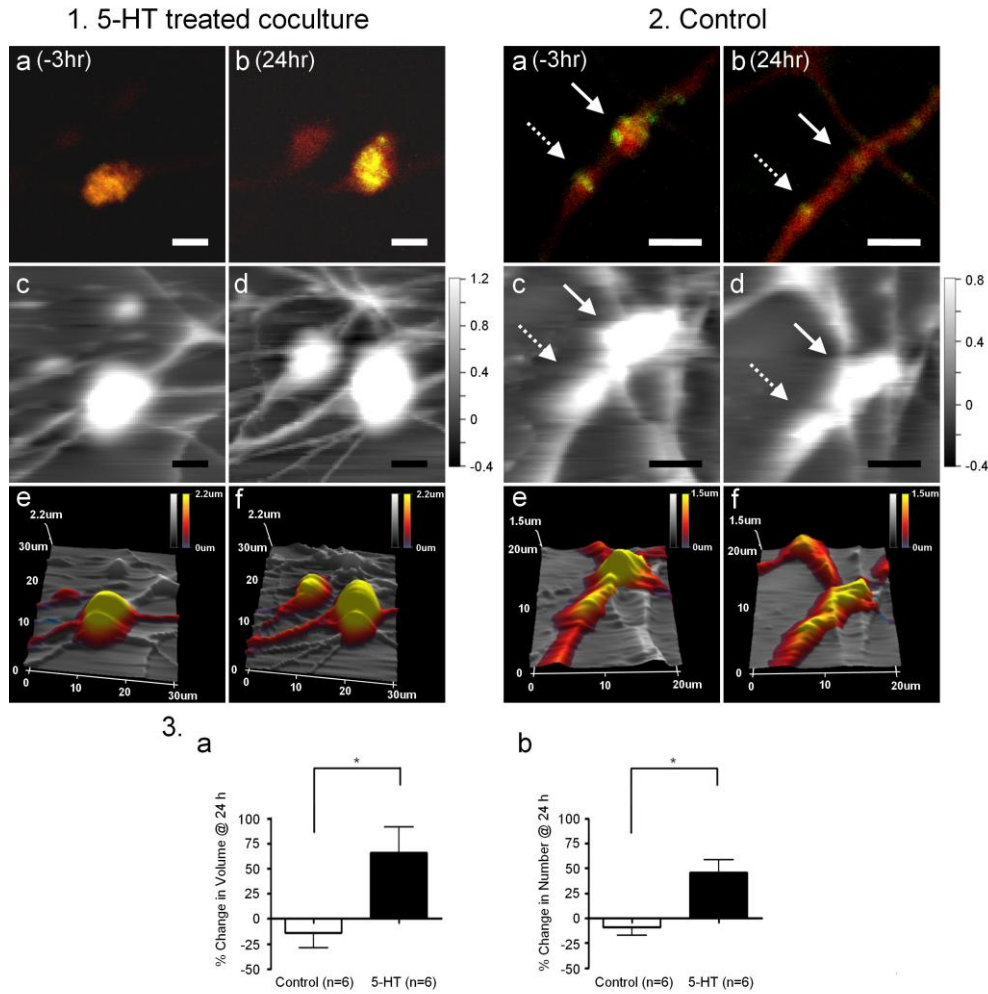 1. 5-HT treated coculture
2. Control
a (-3hr)
b (24hr)
a (-3hr)
b (24hr)
c
d
1.2
0.8
0.4
0
-0.4
c
d
0.8
0.4
0
-0.4
e
2.2um
0um
2.2um
30um
20
10
0
0
10
20
30um
f
2.2um
0um
2.2um
30um
20
10
0
0
10
20
30um
e
1.5um
0um
1.5um
20um
10
0
0
10
20um
f
1.5um
0um
1.5um
20um
10
0
0
10
20um
3.
a
*
% Change in Volume @ 24 h
100
75
50
25
0
-25
-50
Control (n=6) 5-HT (n=6)
b
*
% Change in Number @ 24 h
100
75
50
25
0
-25
-50
Control (n=6) 5-HT (n=6)